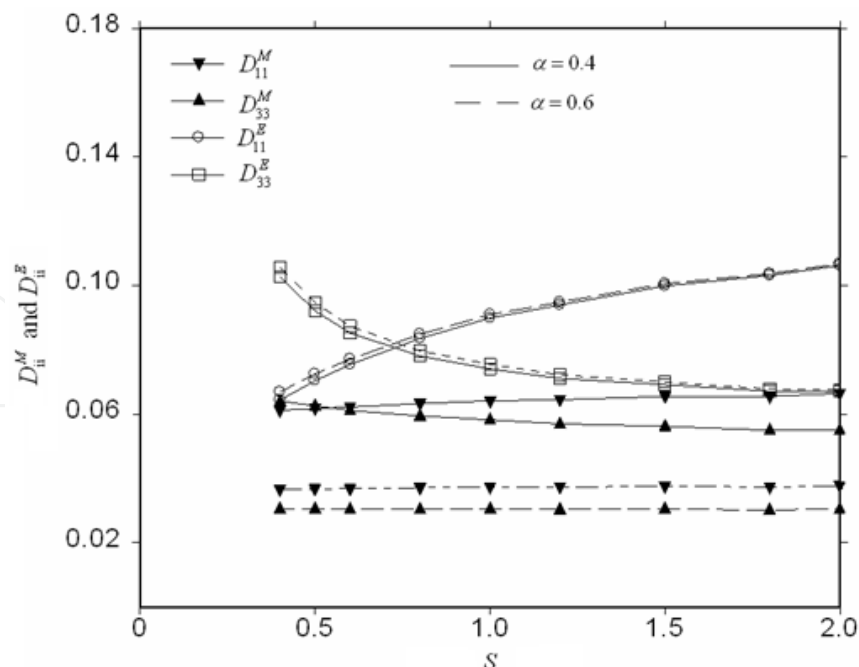 0.18
0.14
0.10
0.06
0.02
D_{ii}^{M} and D_{ii}^{E}
D_{11}^{M}
D_{33}^{M}
D_{11}^{E}
D_{33}^{E}
α = 0.4
α = 0.6
0 0.5 1.0 1.5 2.0
S